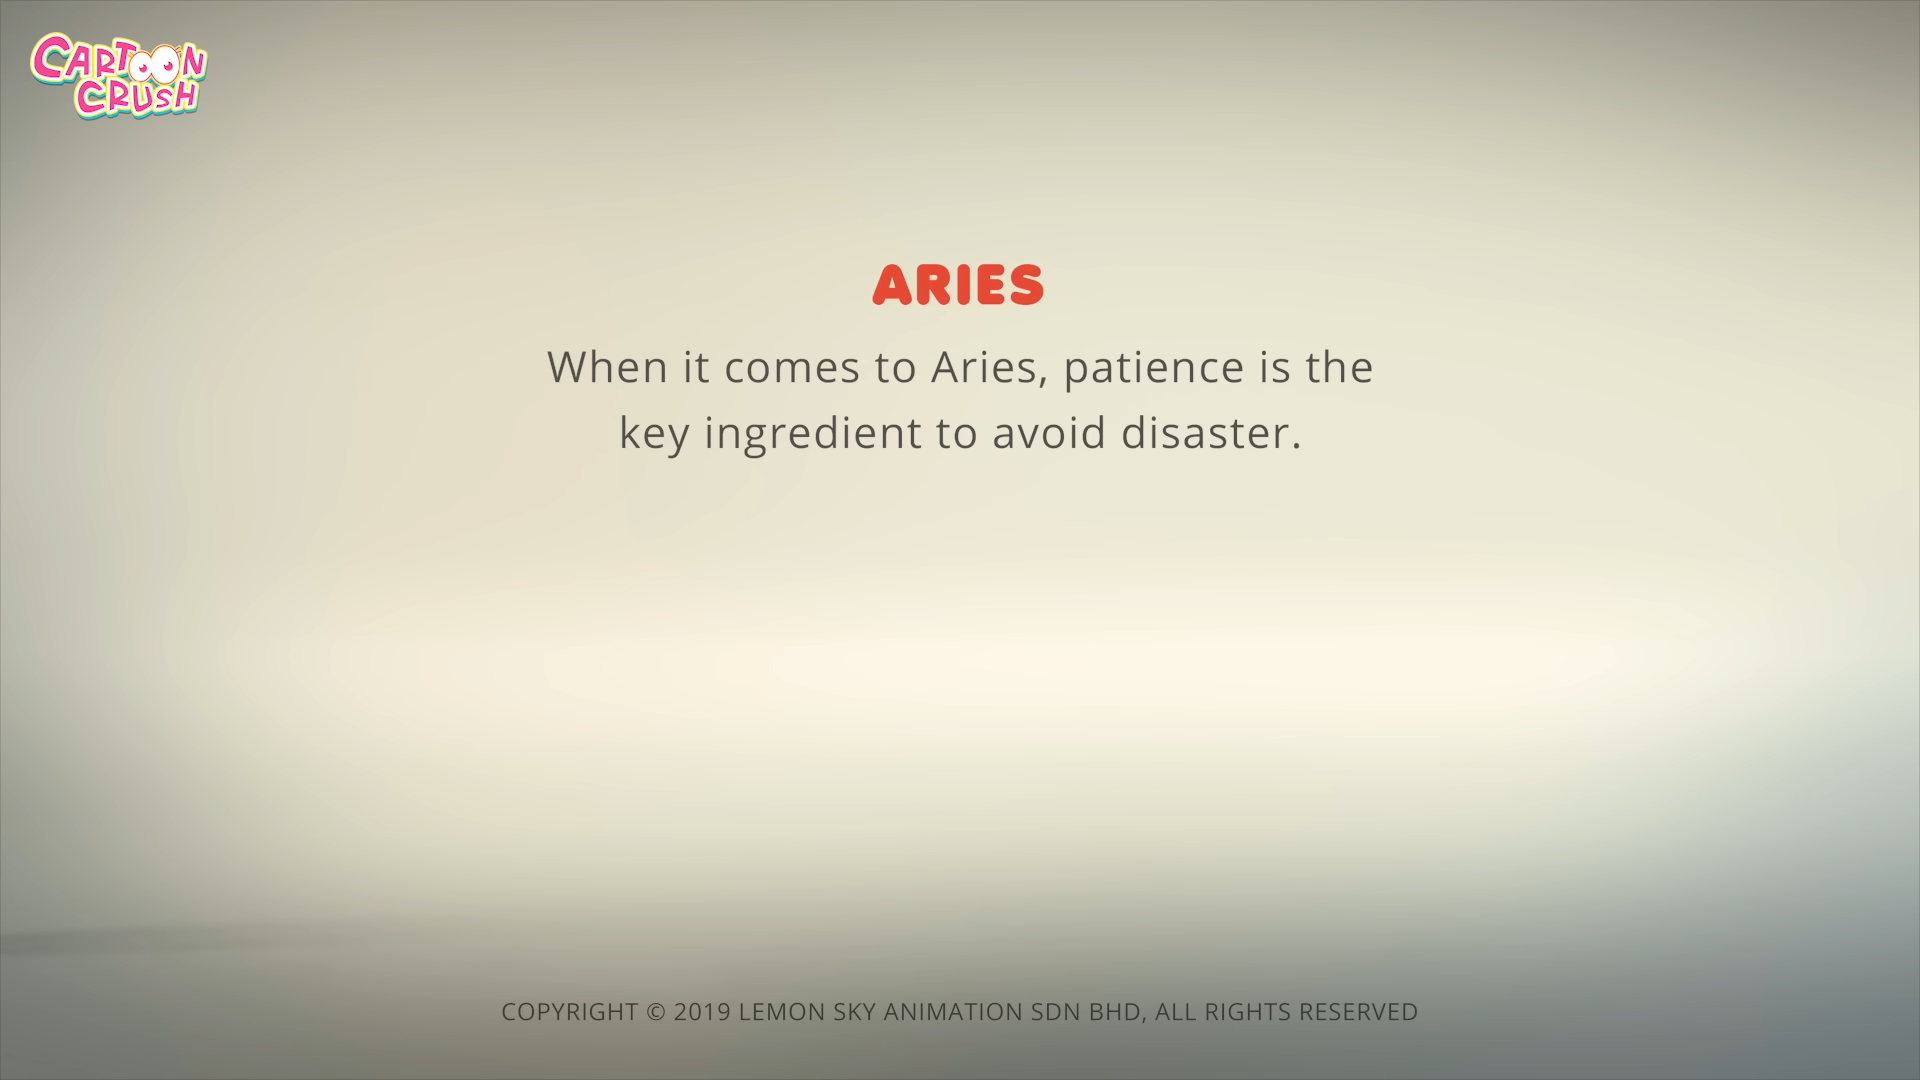 CARTOON
CRUSH
ARIES
When it comes to Aries, patience is the
key ingredient to avoid disaster.
COPYRIGHT © 2019 LEMON SKY ANIMATION SDN BHD, ALL RIGHTS RESERVED